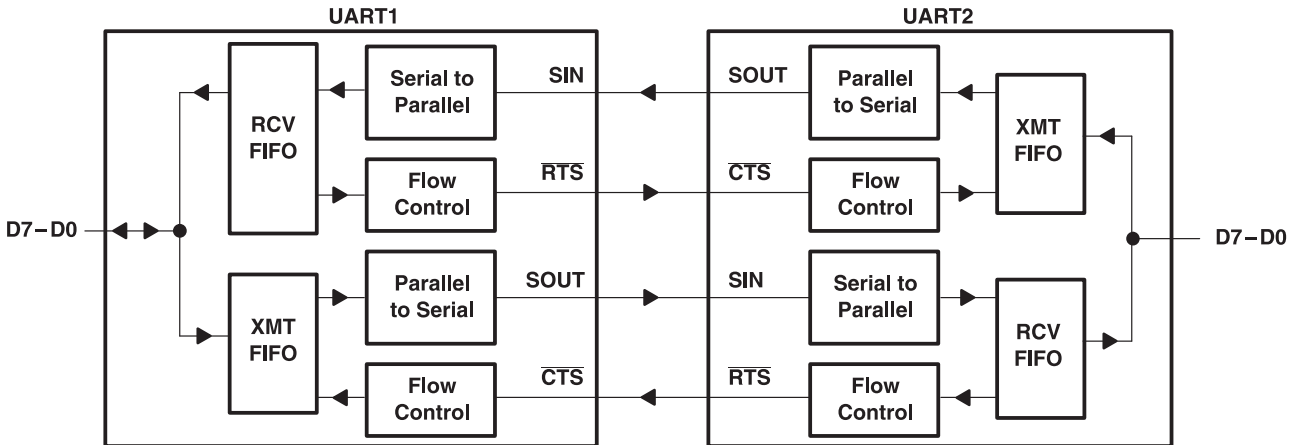 UART1
UART2
Serial to
Parallel
SIN
SOUT
Parallel
to Serial
RCV
FIFO
XMT
FIFO
Flow
Control
RTS
CTS
Flow
Control
D7–D0
D7–D0
Parallel
to Serial
SOUT
SIN
Serial to
Parallel
XMT
FIFO
RCV
FIFO
Flow
Control
CTS
RTS
Flow
Control